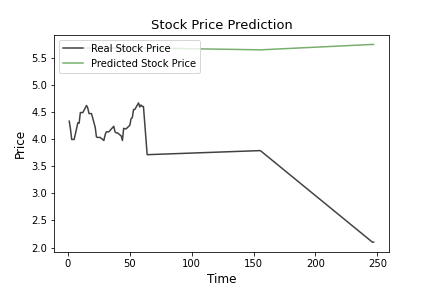 Stock Price Prediction
Real Stock Price
Predicted Stock Price
Price
5.5
5.0
4.5
4.0
3.5
3.0
2.5
2.0
0 50 100 150 200 250
Time